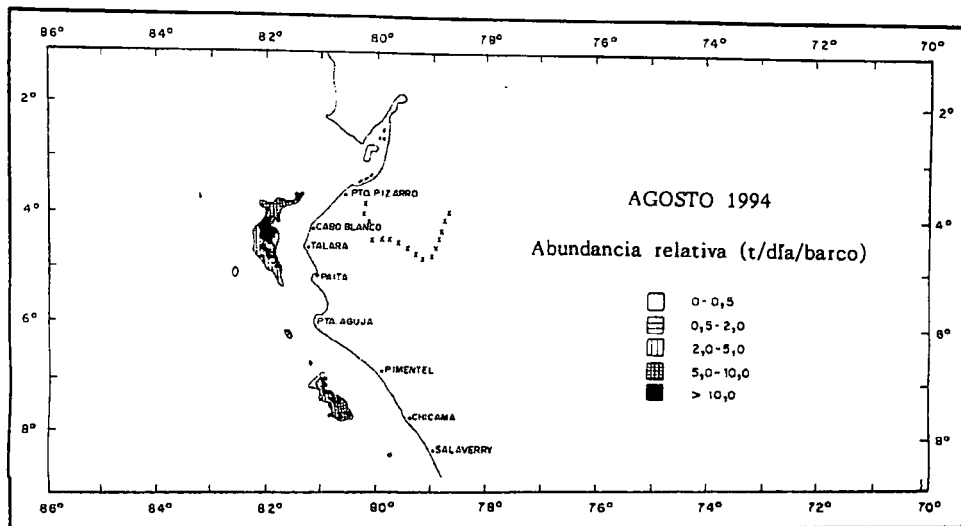 86° 84° 82° 80° 78° 76° 74° 72° 70°
2° 2°
PTO. PIZARRO
AGOSTO 1994
4° CABO BLANCO 4°
TALARA
Abundancia relativa (t/día/barco)
PAITA
0-0,5
PTA. AGUJA
0,5-2,0
6° 6°
2,0-5,0
PIMENTEL
5,0-10,0
CHICAMA
> 10,0
8° 8°
SALAVERRY
86° 84° 82° 80° 78° 76° 74° 72° 70°